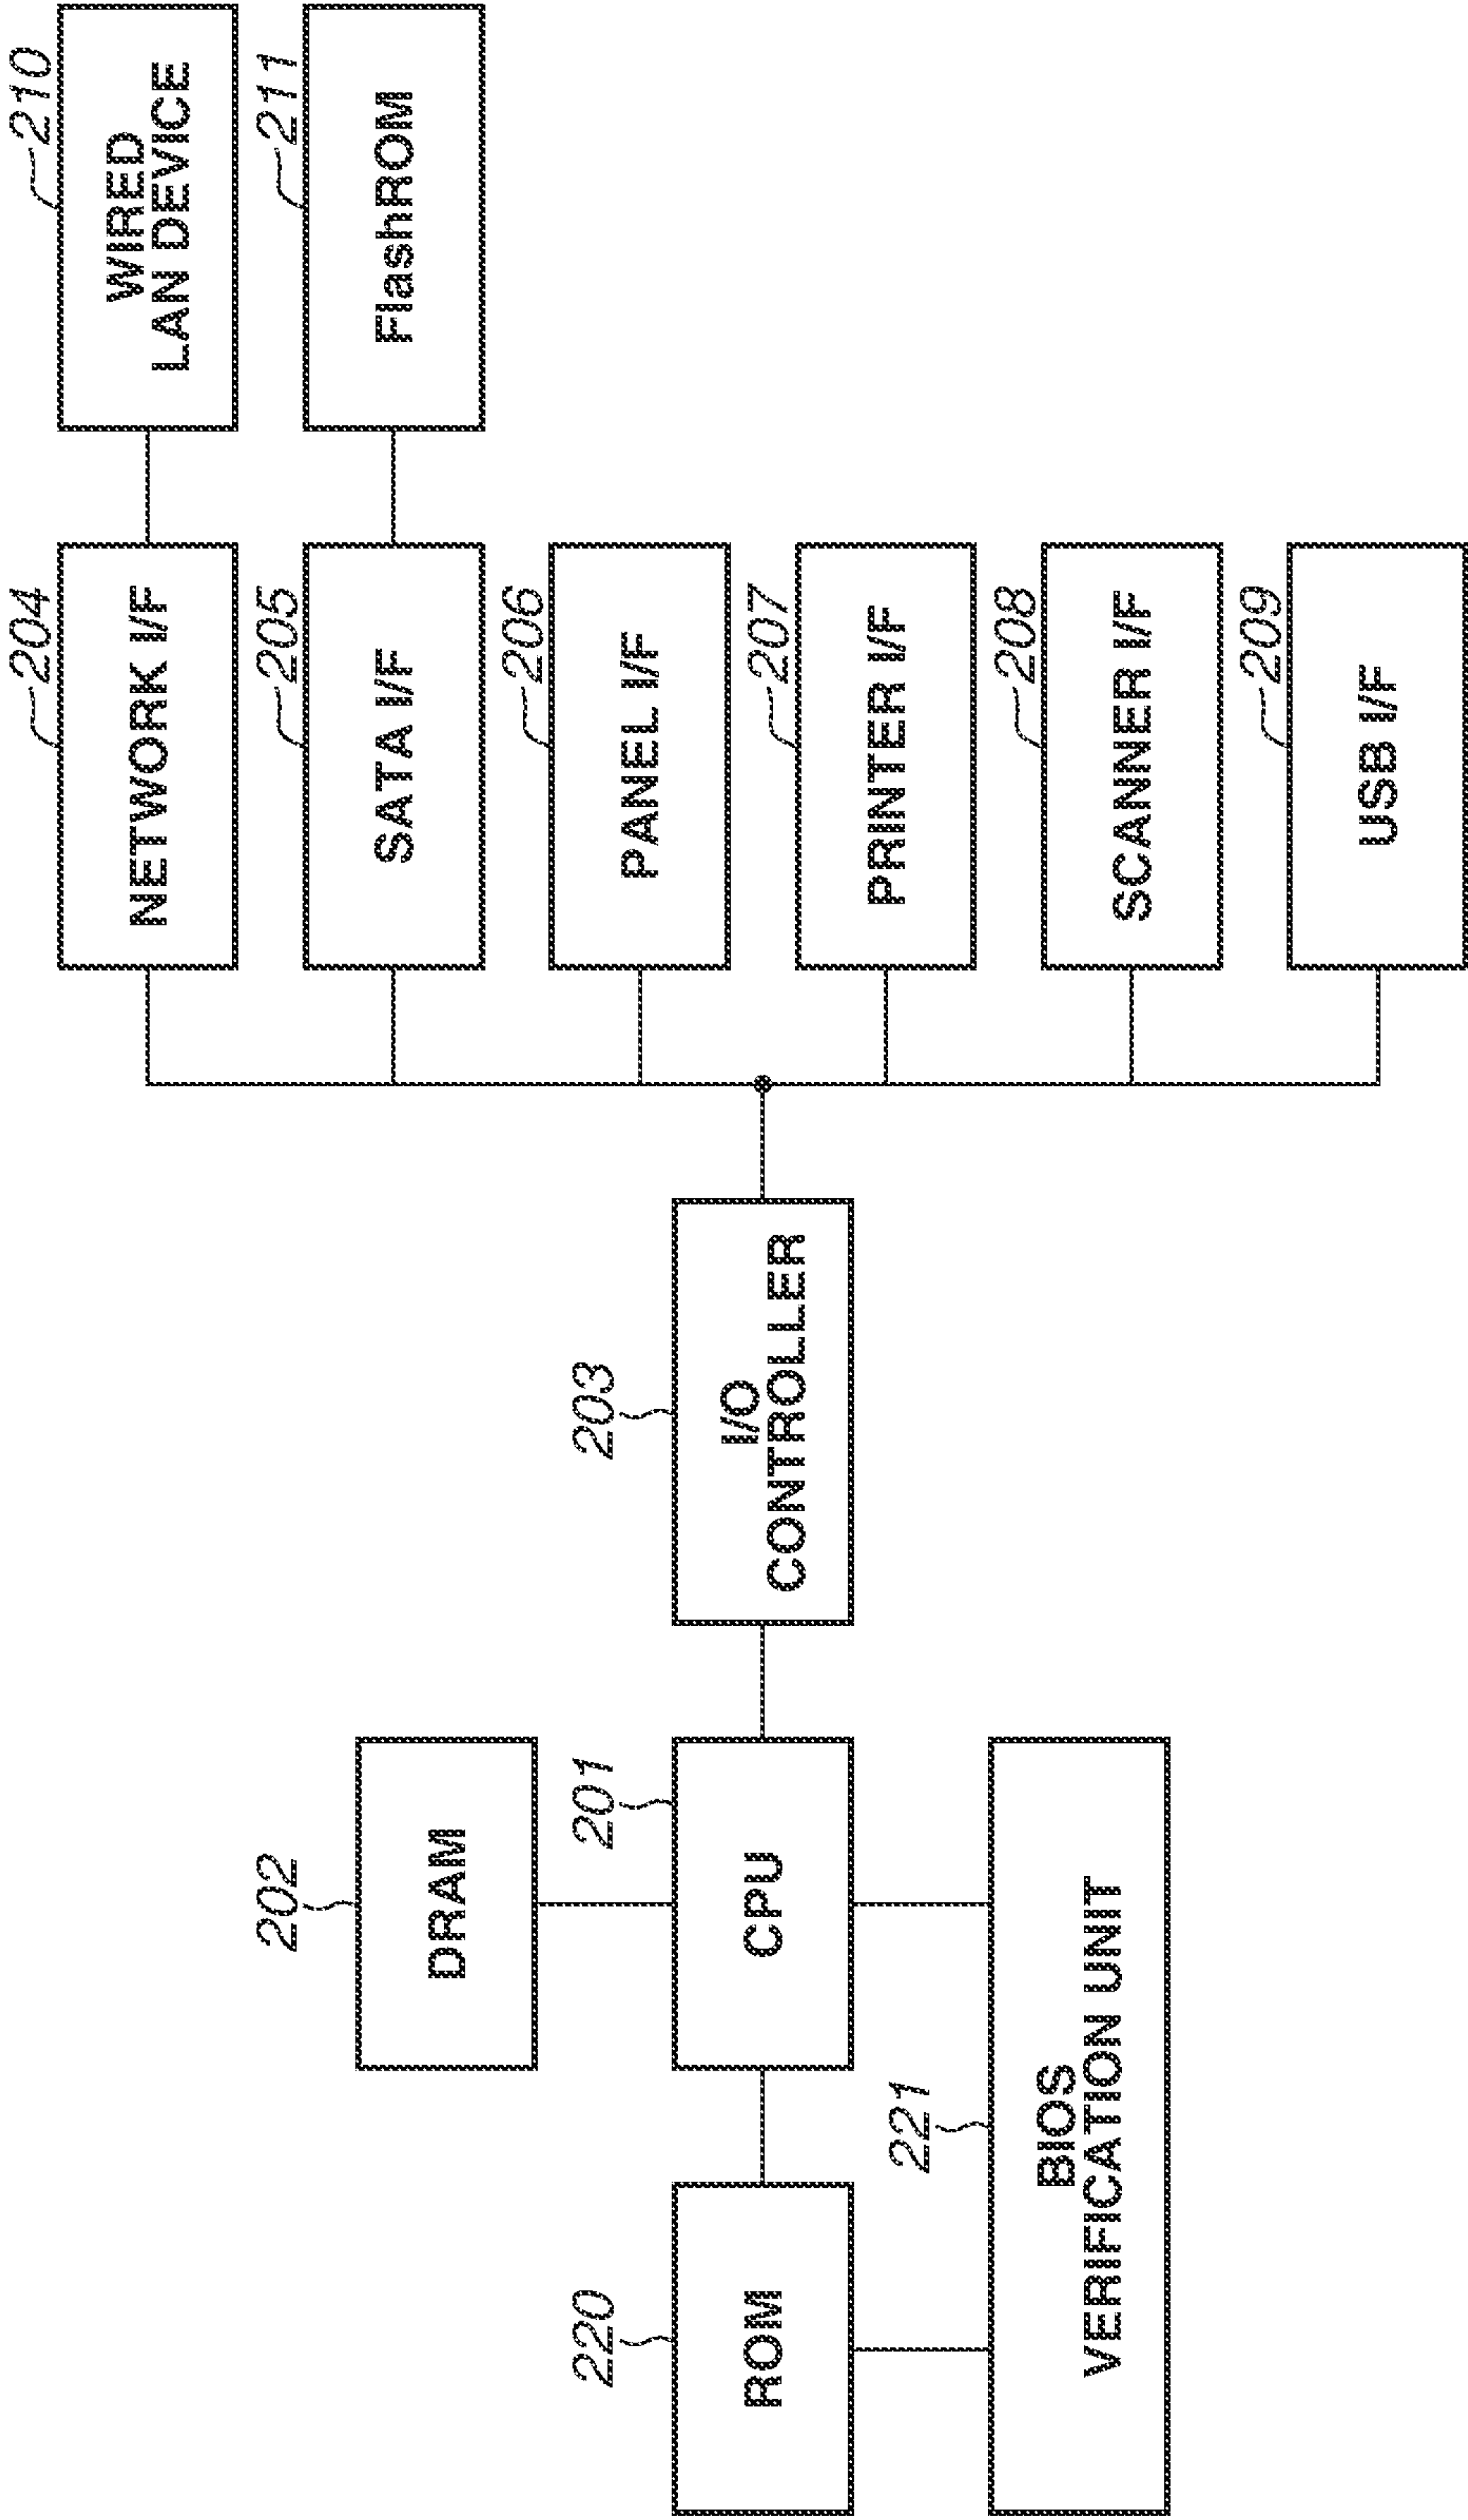 220
ROM
221
BIOS
VERIFICATION UNIT
202
DRAM
201
CPU
203
I/O
CONTROLLER
204
NETWORK I/F
205
SATA I/F
206
PANEL I/F
207
PRINTER I/F
208
SCANNER I/F
209
USB I/F
210
WIRED
LAN DEVICE
211
FlashROM